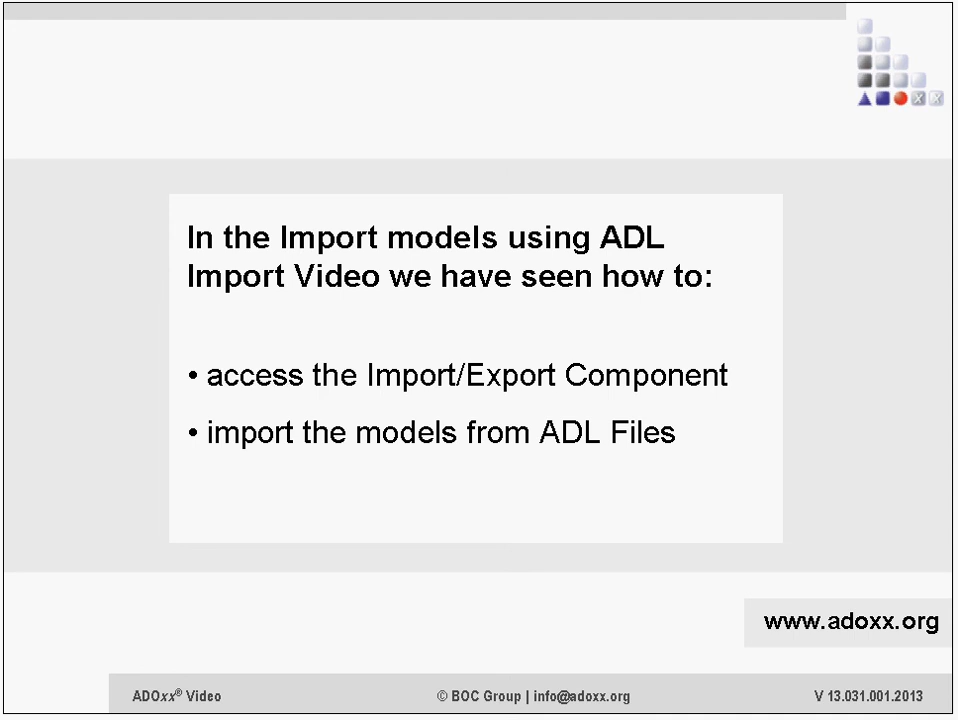 In the Import models using ADL
Import Video we have seen how to:
• access the Import/Export Component
• import the models from ADL Files
www.adoxx.org
ADOxx® Video
© BOC Group | info@adoxx.org
V 13.031.001.2013